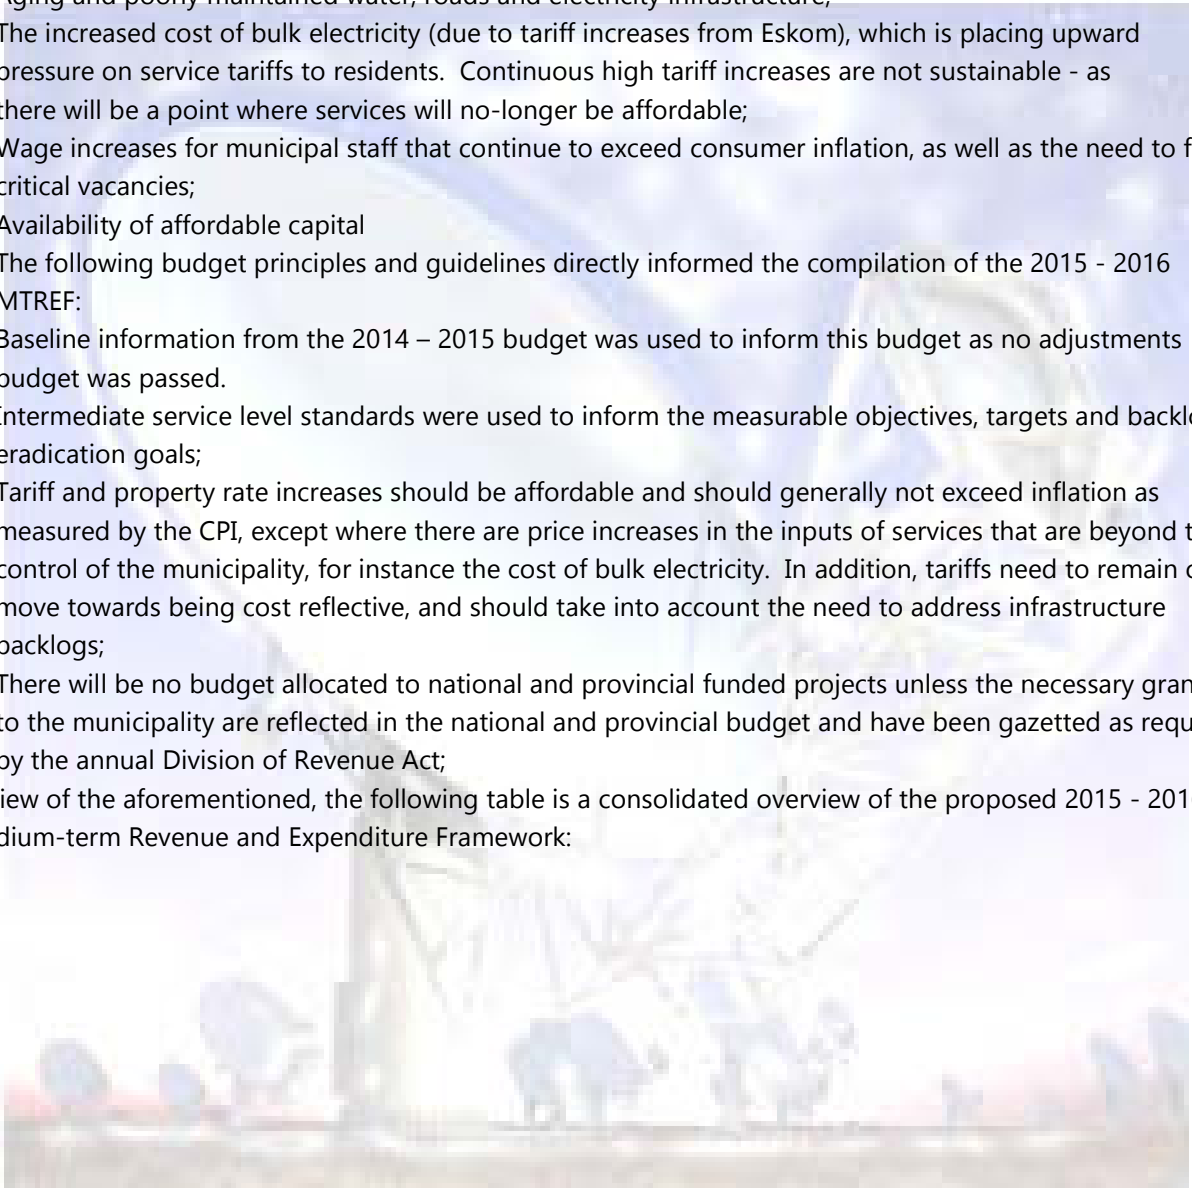 Aging and poorly maintained water, roads and electricity infrastructure;
The increased cost of bulk electricity (due to tariff increases from Eskom), which is placing upward
pressure on service tariffs to residents.  Continuous high tariff increases are not sustainable - as
there will be a point where services will no-longer be affordable;
Wage increases for municipal staff that continue to exceed consumer inflation, as well as the need to f
critical vacancies;
Availability of affordable capital
The following budget principles and guidelines directly informed the compilation of the 2015 - 2016
MTREF:
Baseline information from the 2014 – 2015 budget was used to inform this budget as no adjustments
budget was passed.
Intermediate service level standards were used to inform the measurable objectives, targets and backlo
eradication goals;
Tariff and property rate increases should be affordable and should generally not exceed inflation as
measured by the CPI, except where there are price increases in the inputs of services that are beyond t
control of the municipality, for instance the cost of bulk electricity.  In addition, tariffs need to remain o
move towards being cost reflective, and should take into account the need to address infrastructure
backlogs;
There will be no budget allocated to national and provincial funded projects unless the necessary gran
to the municipality are reflected in the national and provincial budget and have been gazetted as requ
by the annual Division of Revenue Act;
iew of the aforementioned, the following table is a consolidated overview of the proposed 2015 - 201
dium-term Revenue and Expenditure Framework: